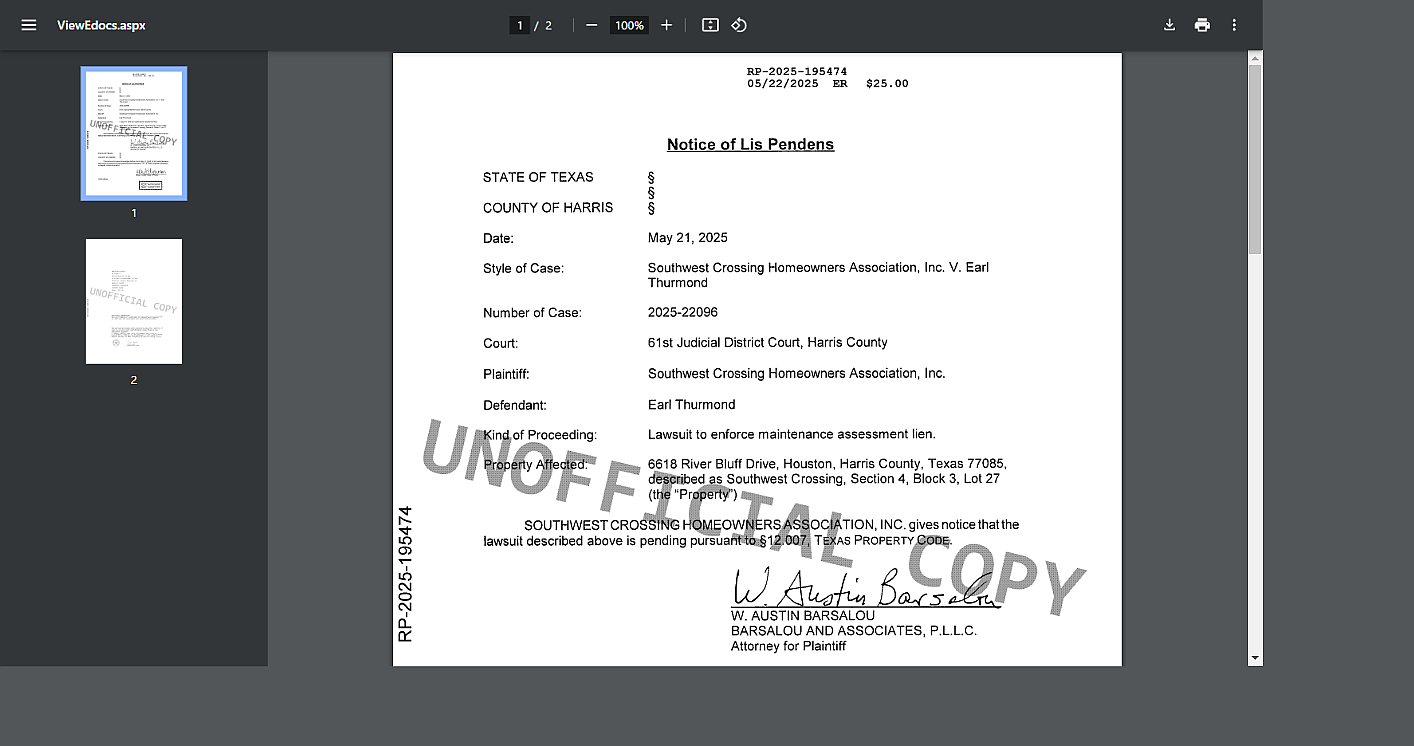 ViewEdocs.aspx
1 / 2
100%
1
2
RP-2025-195474
05/22/2025 ER $25.00
Notice of Lis Pendens
STATE OF TEXAS §
§
COUNTY OF HARRIS §
Date: May 21, 2025
Style of Case: Southwest Crossing Homeowners Association, Inc. V. Earl
Thurmond
Number of Case: 2025-22096
Court: 61st Judicial District Court, Harris County
Plaintiff: Southwest Crossing Homeowners Association, Inc.
Defendant: Earl Thurmond
Kind of Proceeding: Lawsuit to enforce maintenance assessment lien.
Property Affected: 6618 River Bluff Drive, Houston, Harris County, Texas 77085,
described as Southwest Crossing, Section 4, Block 3, Lot 27
(the "Property")
SOUTHWEST CROSSING HOMEOWNERS ASSOCIATION, INC. gives notice that the
lawsuit described above is pending pursuant to §12.007, TEXAS PROPERTY CODE.
W. Austin Barsalou
W. AUSTIN BARSALOU
BARSALOU AND ASSOCIATES, P.L.L.C.
Attorney for Plaintiff
RP-2025-195474
UNOFFICIAL COPY
UNOFFICIAL COPY
UNOFFICIAL COPY